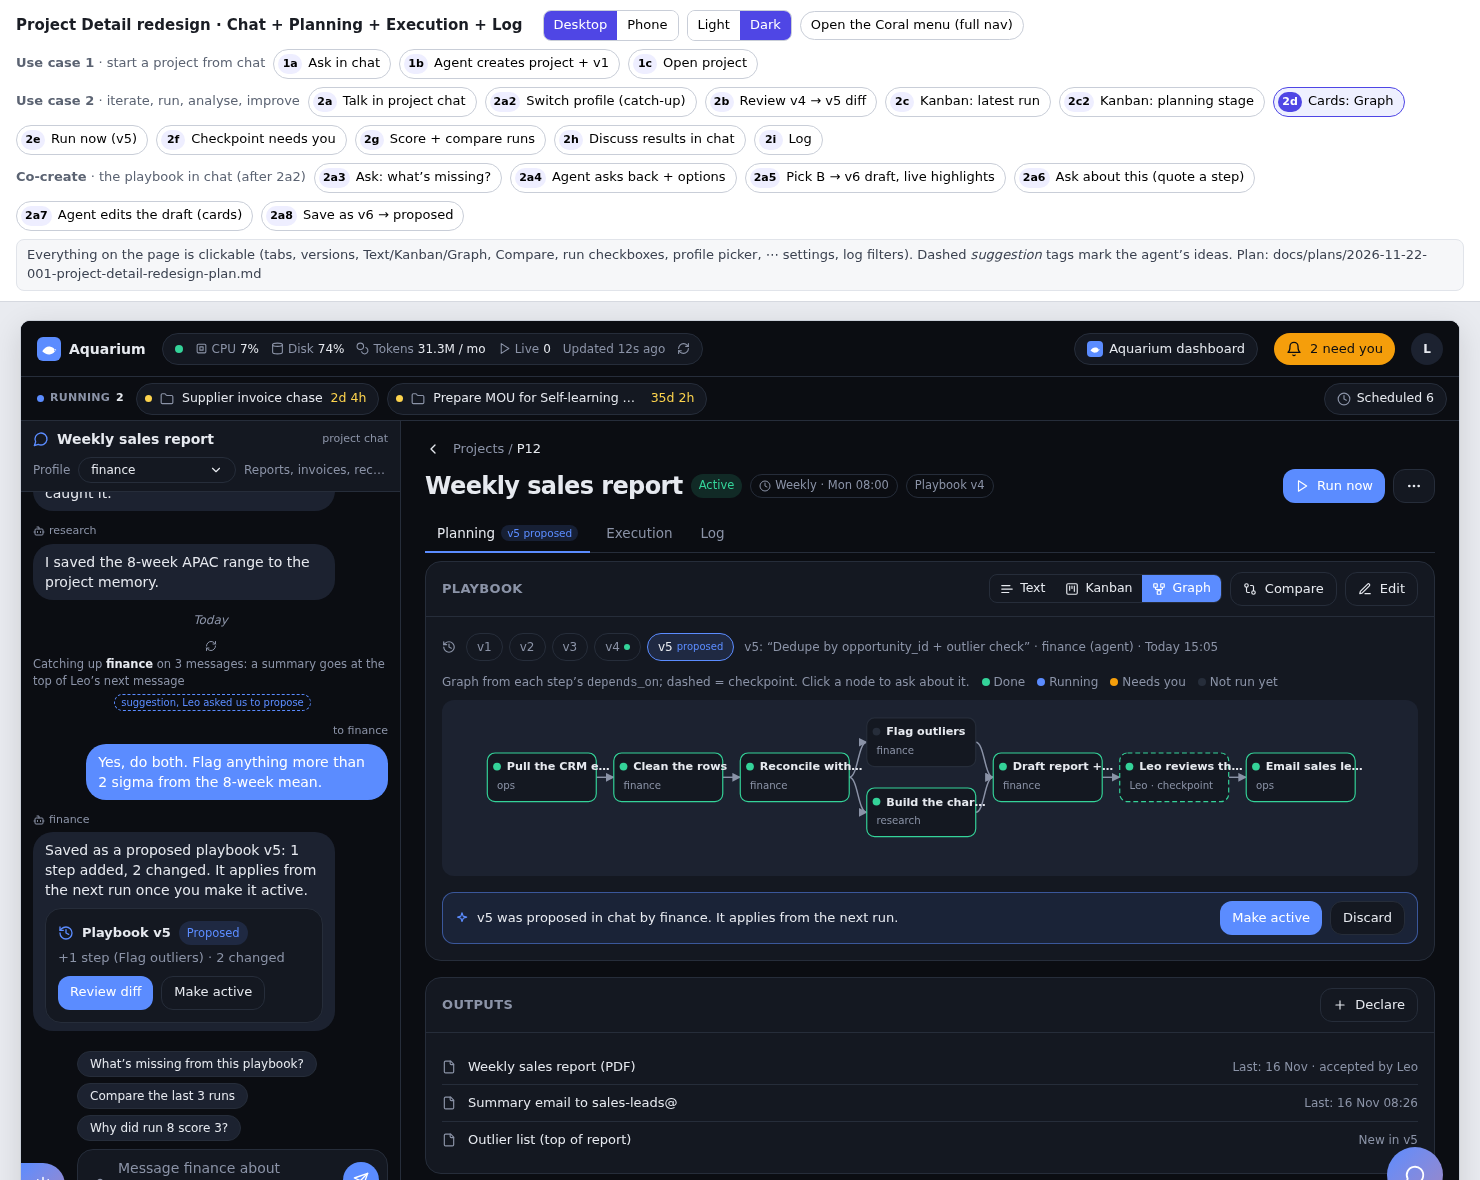 Project Detail redesign · Chat + Planning + Execution + Log
Desktop
Phone
Light
Dark
Open the Coral menu (full nav)
Use case 1 · start a project from chat
1a Ask in chat
1b Agent creates project + v1
1c Open project
Use case 2 · iterate, run, analyse, improve
2a Talk in project chat
2a2 Switch profile (catch-up)
2b Review v4 → v5 diff
2c Kanban: latest run
2c2 Kanban: planning stage
2d Cards: Graph
2e Run now (v5)
2f Checkpoint needs you
2g Score + compare runs
2h Discuss results in chat
2i Log
Co-create · the playbook in chat (after 2a2)
2a3 Ask: what’s missing?
2a4 Agent asks back + options
2a5 Pick B → v6 draft, live highlights
2a6 Ask about this (quote a step)
2a7 Agent edits the draft (cards)
2a8 Save as v6 → proposed
Everything on the page is clickable (tabs, versions, Text/Kanban/Graph, Compare, run checkboxes, profile picker, ··· settings, log filters). Dashed suggestion tags mark the agent’s ideas. Plan: docs/plans/2026-11-22-
001-project-detail-redesign-plan.md
Aquarium
CPU 7%
Disk 74%
Tokens 31.3M / mo
Live 0
Updated 12s ago
Aquarium dashboard
2 need you
L
RUNNING 2
Supplier invoice chase 2d 4h
Prepare MOU for Self-learning ... 35d 2h
Scheduled 6
Weekly sales report
project chat
Profile
finance
Reports, invoices, rec...
caught it.
research
I saved the 8-week APAC range to the
project memory.
Today
Catching up finance on 3 messages: a summary goes at the
top of Leo’s next message
suggestion, Leo asked us to propose
to finance
Yes, do both. Flag anything more than
2 sigma from the 8-week mean.
finance
Saved as a proposed playbook v5: 1
step added, 2 changed. It applies from
the next run once you make it active.
Playbook v5 Proposed
+1 step (Flag outliers) · 2 changed
Review diff
Make active
What’s missing from this playbook?
Compare the last 3 runs
Why did run 8 score 3?
Message finance about
Projects / P12
Weekly sales report
Active
Weekly · Mon 08:00
Playbook v4
Run now
Planning v5 proposed
Execution
Log
PLAYBOOK
Text
Kanban
Graph
Compare
Edit
v1
v2
v3
v4
v5 proposed
v5: “Dedupe by opportunity_id + outlier check” · finance (agent) · Today 15:05
Graph from each step’s depends_on; dashed = checkpoint. Click a node to ask about it.
Done
Running
Needs you
Not run yet
Pull the CRM e...
ops
Clean the rows
finance
Reconcile with...
finance
Flag outliers
finance
Build the char...
research
Draft report +...
finance
Leo reviews th...
Leo · checkpoint
Email sales le...
ops
v5 was proposed in chat by finance. It applies from the next run.
Make active
Discard
OUTPUTS
Declare
Weekly sales report (PDF)
Last: 16 Nov · accepted by Leo
Summary email to sales-leads@
Last: 16 Nov 08:26
Outlier list (top of report)
New in v5